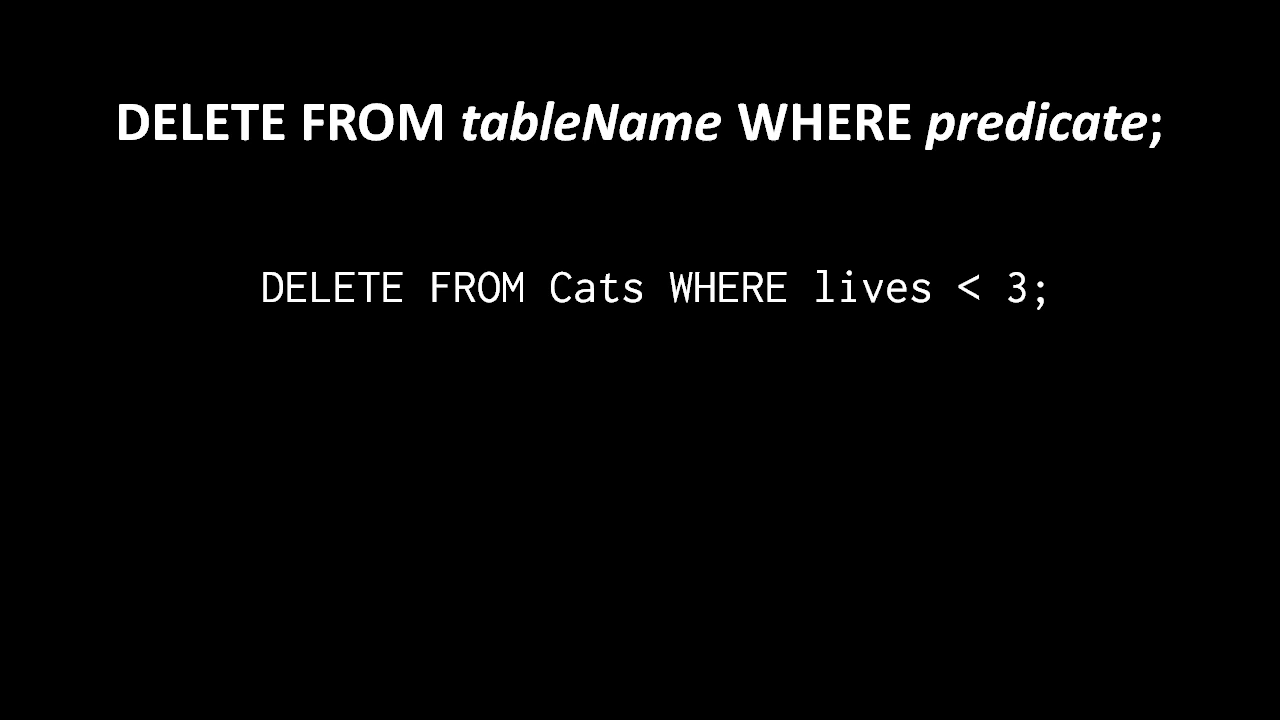 DELETE FROM tableName WHERE predicate;
DELETE FROM Cats WHERE lives < 3;